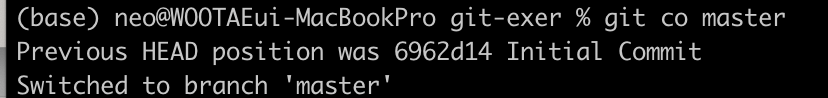 (base) neo@WOOTAEui-MacBookPro git-exer % git co master
Previous HEAD position was 6962d14 Initial Commit
Switched to branch 'master'